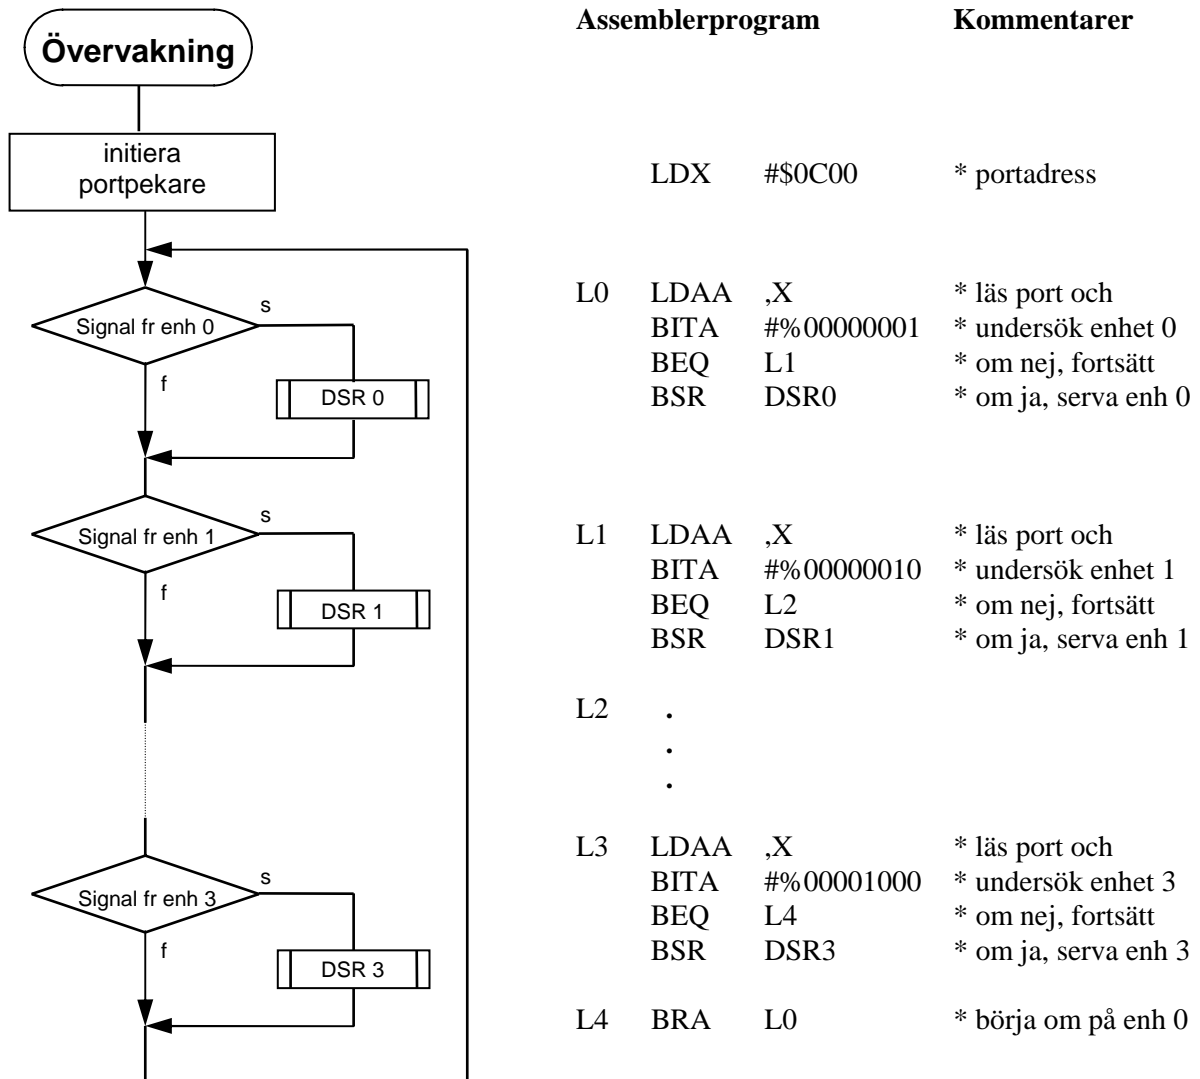 Övervakning
initiera
portpekare
Signal fr enh 0
s
f
DSR 0
Signal fr enh 1
s
f
DSR 1
Signal fr enh 3
s
f
DSR 3
Assemblerprogram Kommentarer
LDX #$0C00 * portadress
L0 LDAA ,X * läs port och
BITA #%00000001 * undersök enhet 0
BEQ L1 * om nej, fortsätt
BSR DSR0 * om ja, serva enh 0
L1 LDAA ,X * läs port och
BITA #%00000010 * undersök enhet 1
BEQ L2 * om nej, fortsätt
BSR DSR1 * om ja, serva enh 1
L2 .
.
.
L3 LDAA ,X * läs port och
BITA #%00001000 * undersök enhet 3
BEQ L4 * om nej, fortsätt
BSR DSR3 * om ja, serva enh 3
L4 BRA L0 * börja om på enh 0